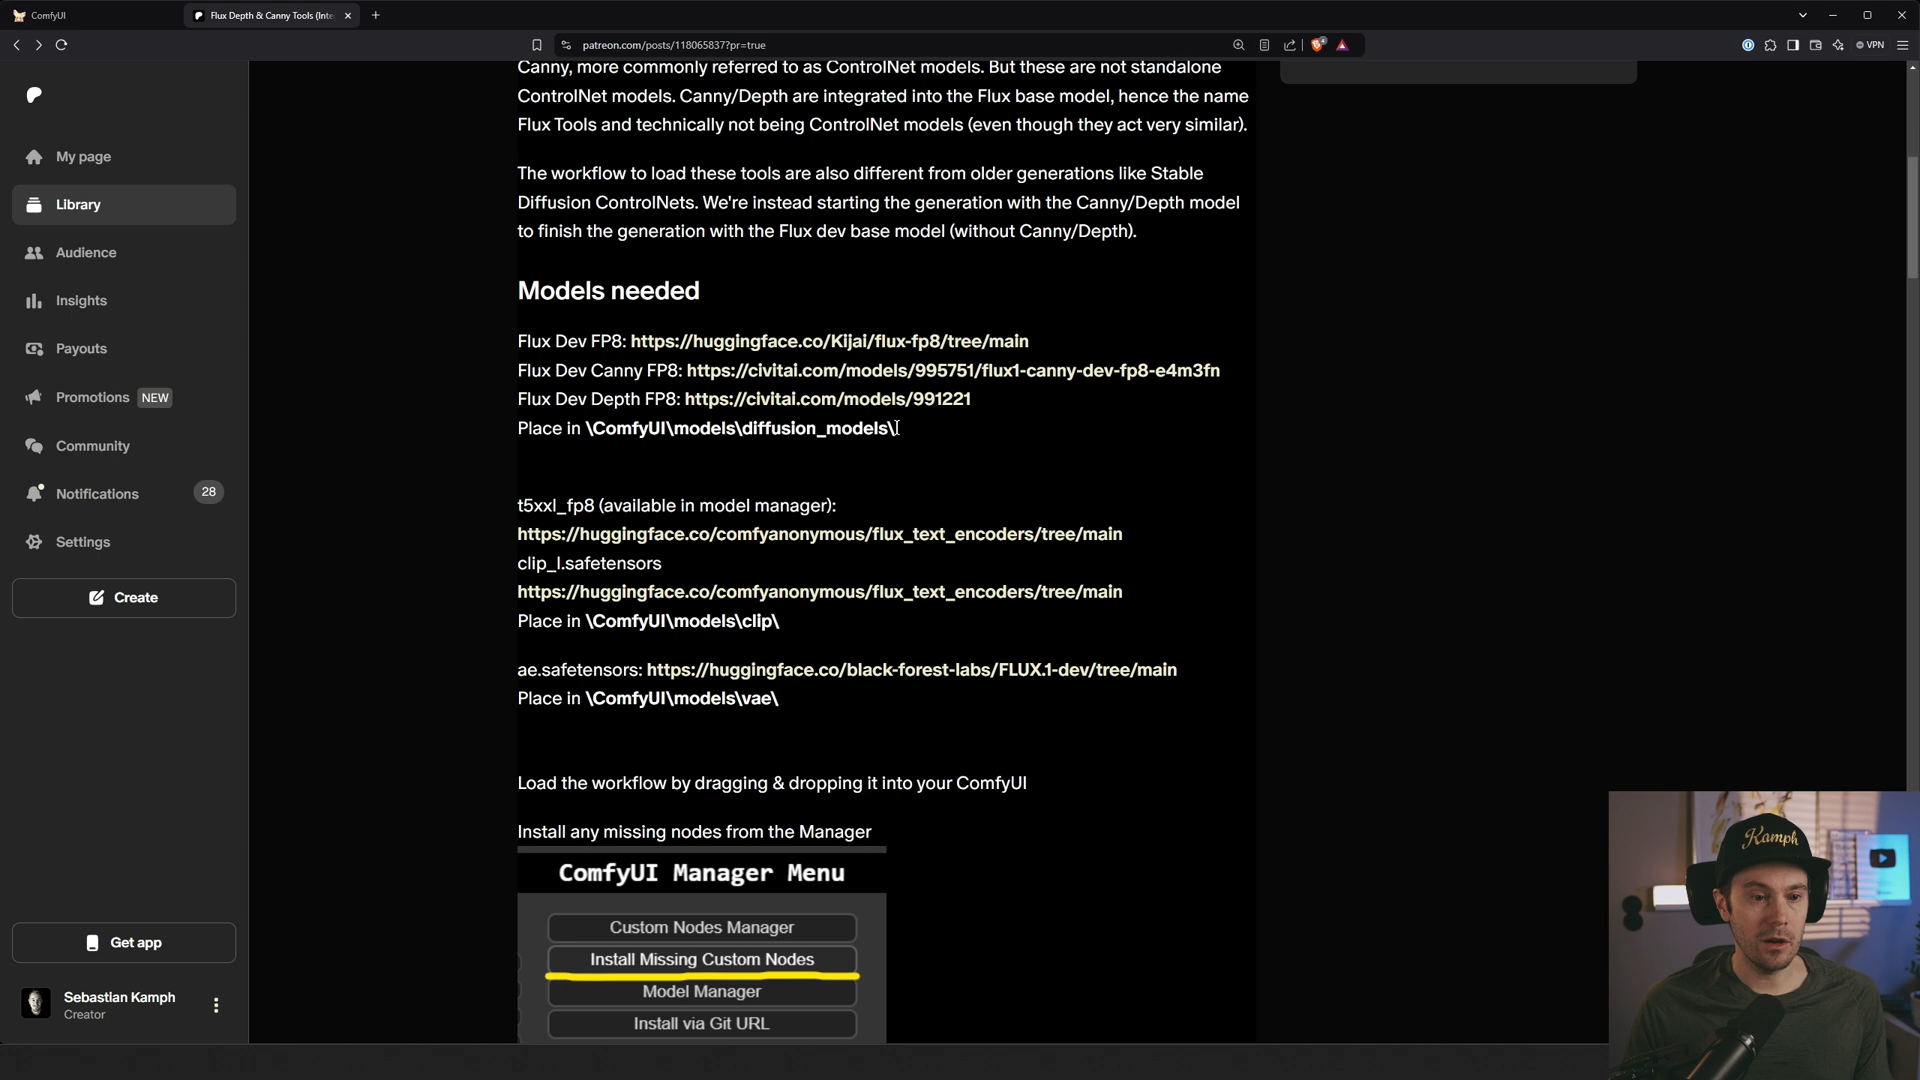 ComfyUI
Flux Depth & Canny Tools (Inte
patreon.com/posts/118065837?pr=true
VPN
Canny, more commonly referred to as ControlNet models. But these are not standalone
ControlNet models. Canny/Depth are integrated into the Flux base model, hence the name
Flux Tools and technically not being ControlNet models (even though they act very similar).
The workflow to load these tools are also different from older generations like Stable
Diffusion ControlNets. We're instead starting the generation with the Canny/Depth model
to finish the generation with the Flux dev base model (without Canny/Depth).
Models needed
Flux Dev FP8: https://huggingface.co/Kijai/flux-fp8/tree/main
Flux Dev Canny FP8: https://civitai.com/models/995751/flux1-canny-dev-fp8-e4m3fn
Flux Dev Depth FP8: https://civitai.com/models/991221
Place in \ComfyUI\models\diffusion_models\
t5xxl_fp8 (available in model manager):
https://huggingface.co/comfyanonymous/flux_text_encoders/tree/main
clip_l.safetensors
https://huggingface.co/comfyanonymous/flux_text_encoders/tree/main
Place in \ComfyUI\models\clip\
ae.safetensors: https://huggingface.co/black-forest-labs/FLUX.1-dev/tree/main
Place in \ComfyUI\models\vae\
Load the workflow by dragging & dropping it into your ComfyUI
Install any missing nodes from the Manager
ComfyUI Manager Menu
Custom Nodes Manager
Install Missing Custom Nodes
Model Manager
Install via Git URL
My page
Library
Audience
Insights
Payouts
Promotions NEW
Community
Notifications 28
Settings
Create
Get app
Sebastian Kamph
Creator
Kamph